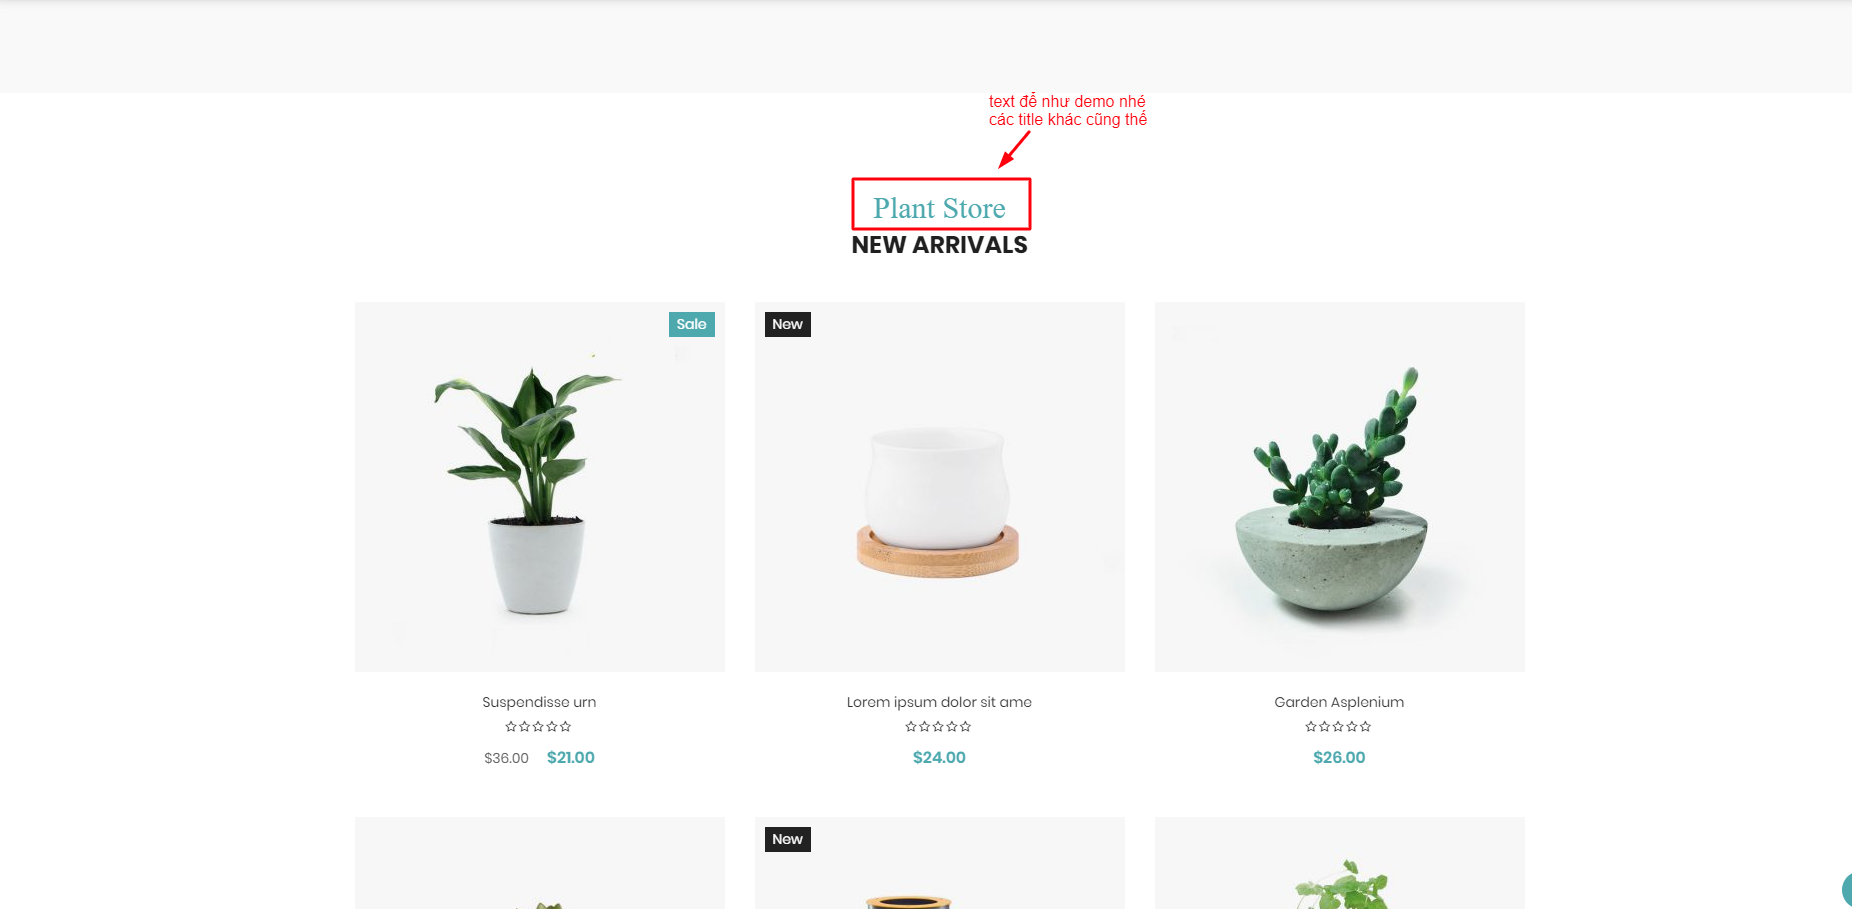 text để như demo nhé
các title khác cũng thế
Plant Store
NEW ARRIVALS
Sale
New
Suspendisse urn
Lorem ipsum dolor sit ame
Garden Asplenium
$36.00 $21.00
$24.00
$26.00
New